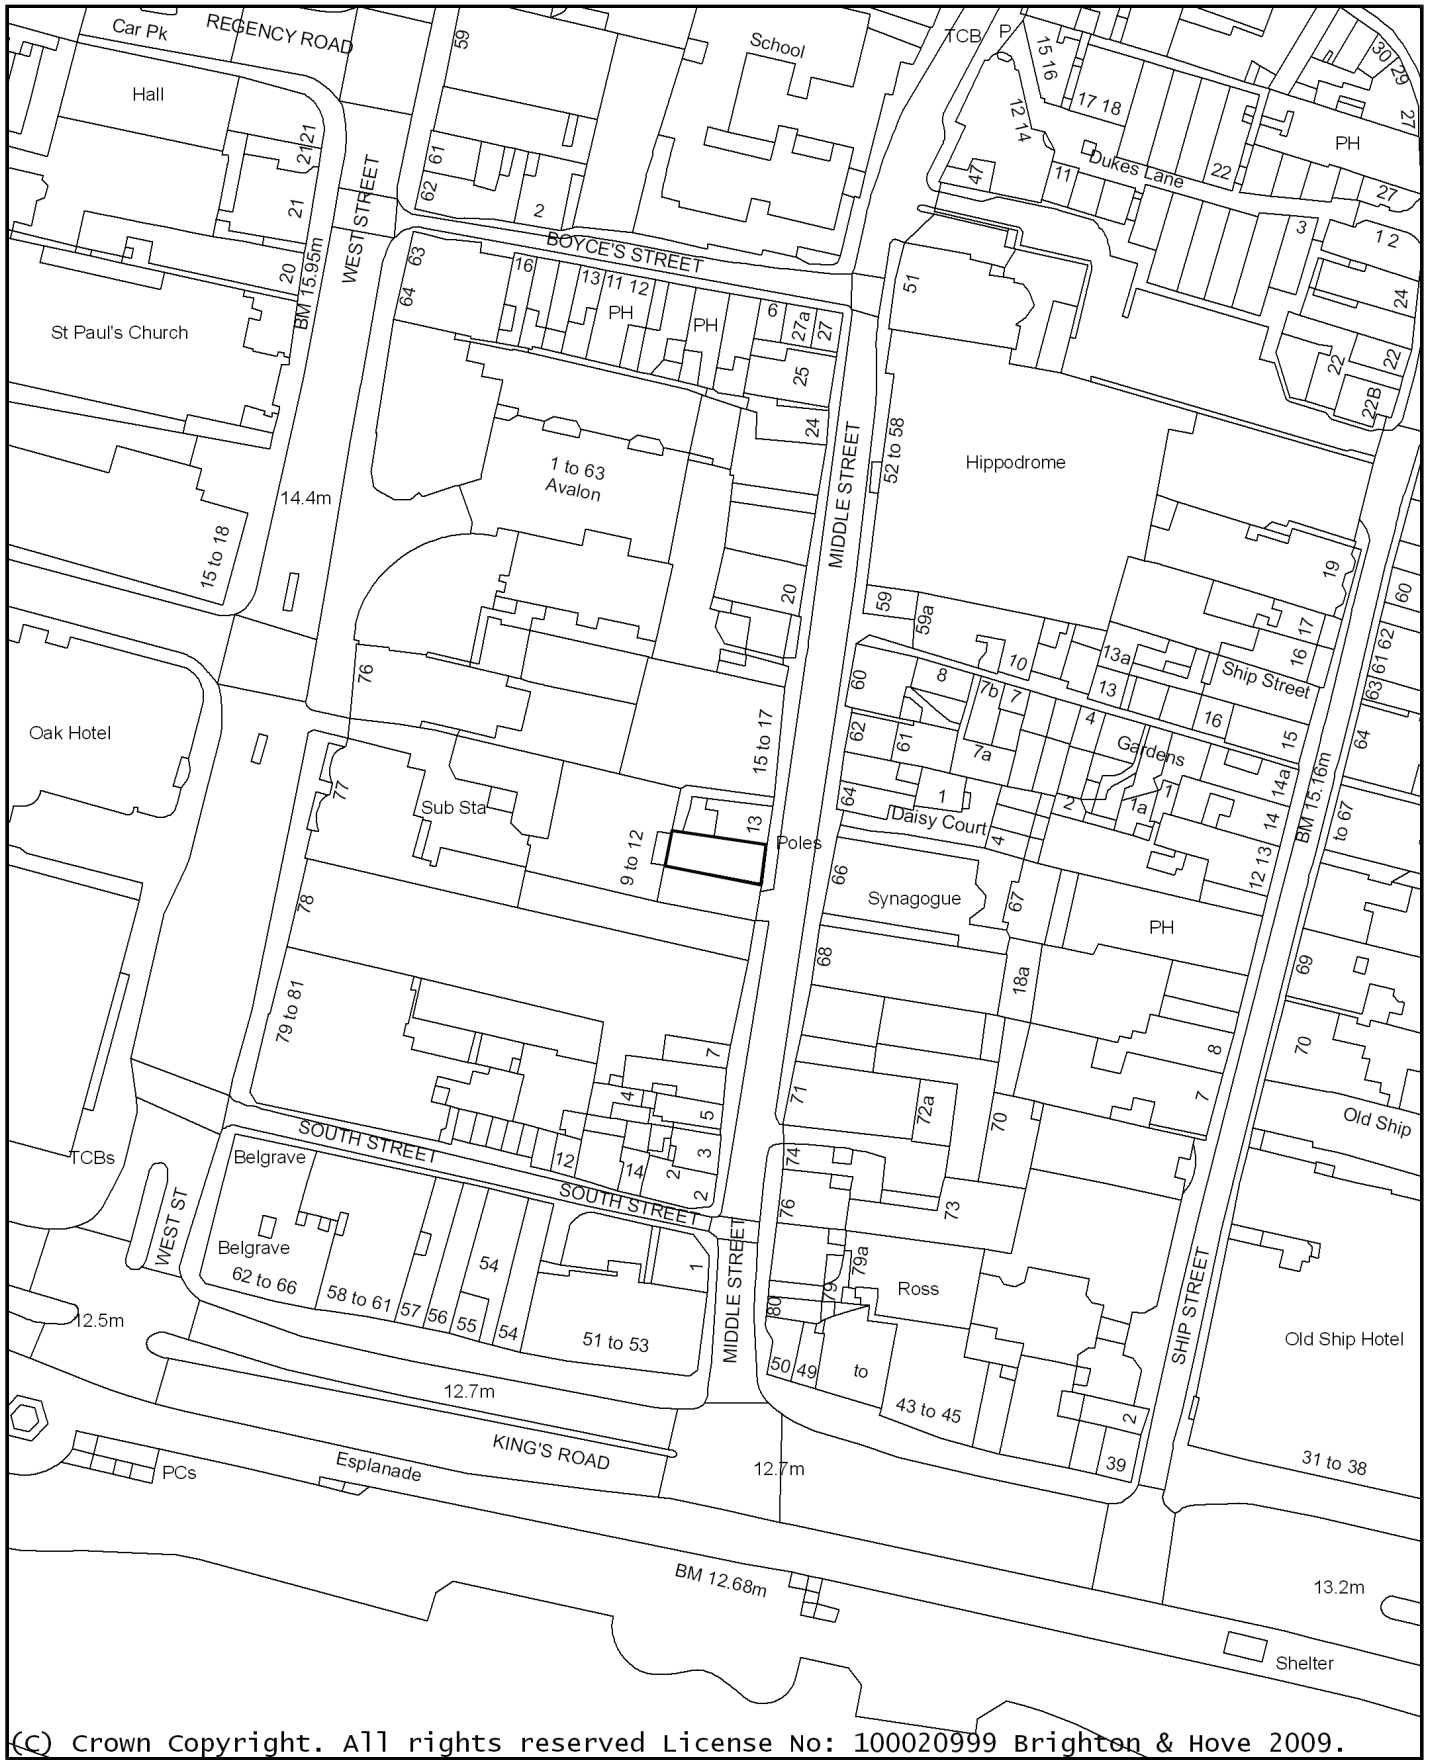 REGENCY ROAD
Car Pk
59
School
TCB
P
15 16
30
29
27
Hall
17 18
12 14
PH
2121
61
62
2
47
11
Dukes Lane
22
27
21
WEST STREET
BOYCE'S STREET
3
1 2
20
BM 15.95m
63
64
16
13
11 12
PH
PH
6
27a
27
51
24
St Paul's Church
25
22
22
22B
24
1 to 63
Avalon
MIDDLE STREET
52 to 58
Hippodrome
14.4m
15 to 18
20
59
59a
19
60
17
16
62
61
63
Ship Street
76
10
13a
13
8
7b
7
60
62
61
7a
4
16
15
Gardens
64
Oak Hotel
77
Sub Sta
15 to 17
13
9 to 12
Poles
64
1
Daisy Court
4
2
1a
1
14a
14
12 13
BM 15.16m
to 67
66
Synagogue
67
PH
78
68
18a
69
79 to 81
7
8
70
4
5
71
72a
70
7
Old Ship
SOUTH STREET
TCBs
Belgrave
12
14
2
3
2
74
SOUTH STREET
WEST ST
76
73
Belgrave
62 to 66
58 to 61
57
56
55
54
54
1
51 to 53
MIDDLE STREET
79a
79
80
Ross
SHIP STREET
12.5m
50
49
to
43 to 45
Old Ship Hotel
2
39
12.7m
KING'S ROAD
Esplanade
PCs
12.7m
31 to 38
BM 12.68m
13.2m
Shelter
(C) Crown Copyright. All rights reserved License No: 100020999 Brighton & Hove 2009.